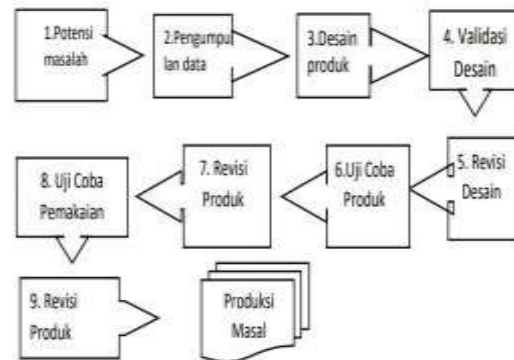 1.Potensi
masalah
2.Pengumpu
lan data
3.Desain
produk
4. Validasi
Desain
5. Revisi
Desain
6.Uji Coba
Produk
7. Revisi
Produk
8. Uji Coba
Pemakaian
9. Revisi
Produk
Produksi
Masal